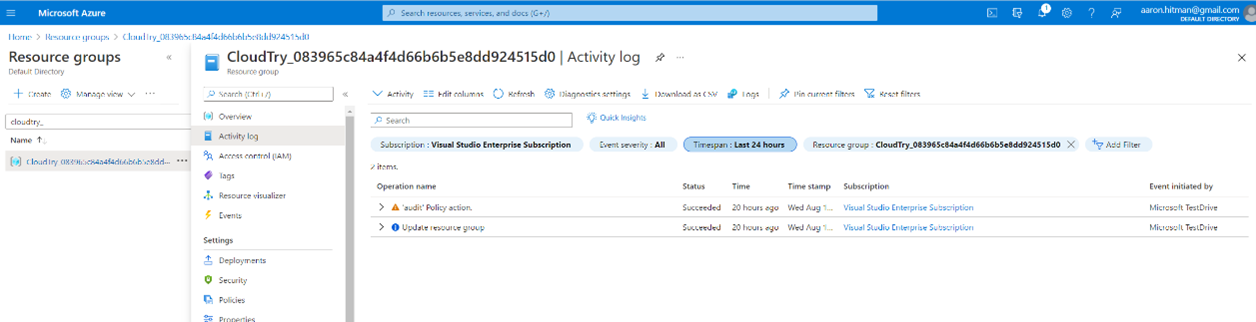 Microsoft Azure
Search resources, services, and docs (G+/)
1
aaron.hitman@gmail.com
DEFAULT DIRECTORY
Home > Resource groups > CloudTry_083965c84a4f4d66b6b5e8dd924515d0
Resource groups «
Default Directory
+ Create Manage view ...
cloudtry_
Name ↑↓
CloudTry_083965c84a4f4d66b6b5e8dd... ...
CloudTry_083965c84a4f4d66b6b5e8dd924515d0 | Activity log ...
Resource group
Search (Ctrl+/) «
Overview
Activity log
Access control (IAM)
Tags
Resource visualizer
Events
Settings
Deployments
Security
Policies
Properties
Activity Edit columns Refresh Diagnostics settings Download as CSV Logs Pin current filters Reset filters
Search Quick Insights
Subscription : Visual Studio Enterprise Subscription Event severity : All Timespan : Last 24 hours Resource group : CloudTry_083965c84a4f4d66b6b5e8dd924515d0 Add Filter
2 items.
Operation name Status Time Time stamp Subscription Event initiated by
'audit' Policy action. Succeeded 20 hours ago Wed Aug 1... Visual Studio Enterprise Subscription Microsoft TestDrive
Update resource group Succeeded 20 hours ago Wed Aug 1... Visual Studio Enterprise Subscription Microsoft TestDrive